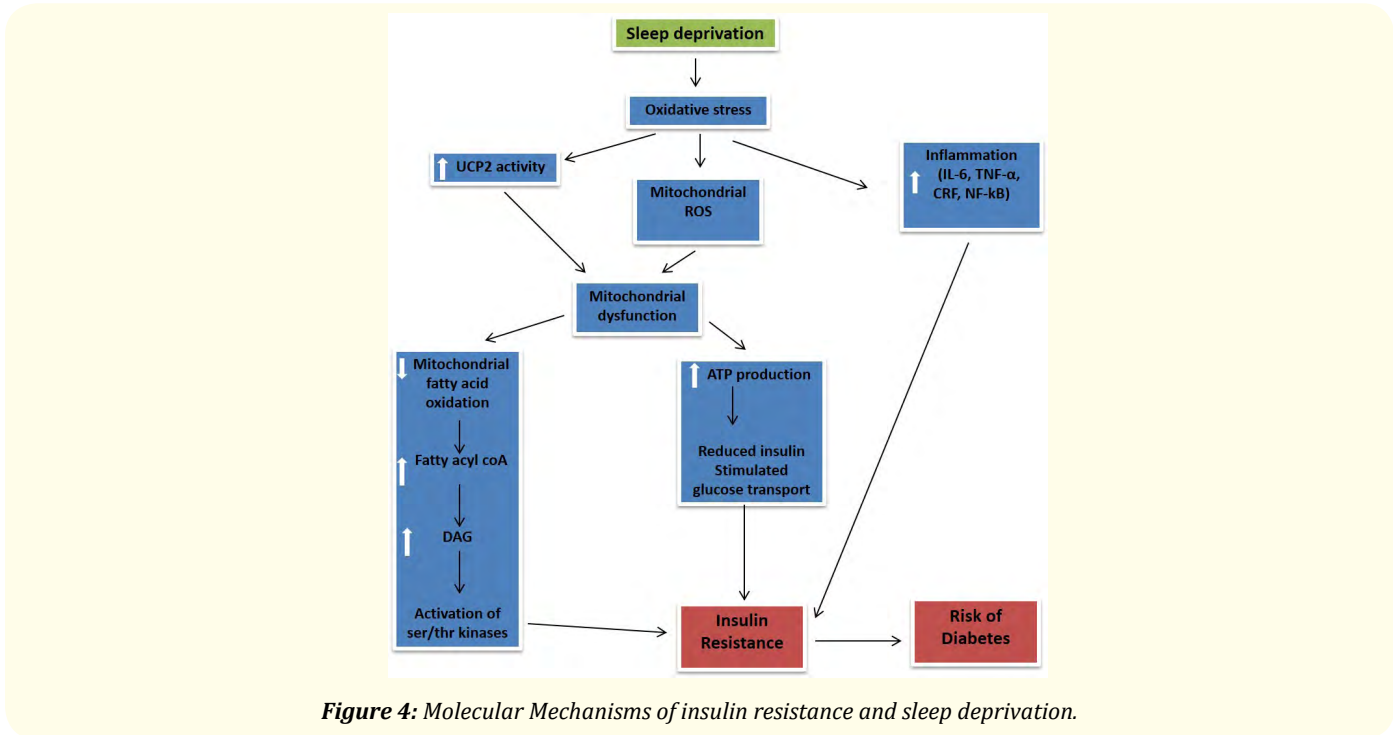 Sleep deprivation
Oxidative stress
UCP2 activity
Mitochondrial
ROS
Inflammation
(IL-6, TNF-α,
CRF, NF-kB)
Mitochondrial
dysfunction
Mitochondrial
fatty acid
oxidation
Fatty acyl coA
DAG
Activation of
ser/thr kinases
ATP production
Reduced insulin
Stimulated
glucose transport
Insulin
Resistance
Risk of
Diabetes
Figure 4: Molecular Mechanisms of insulin resistance and sleep deprivation.